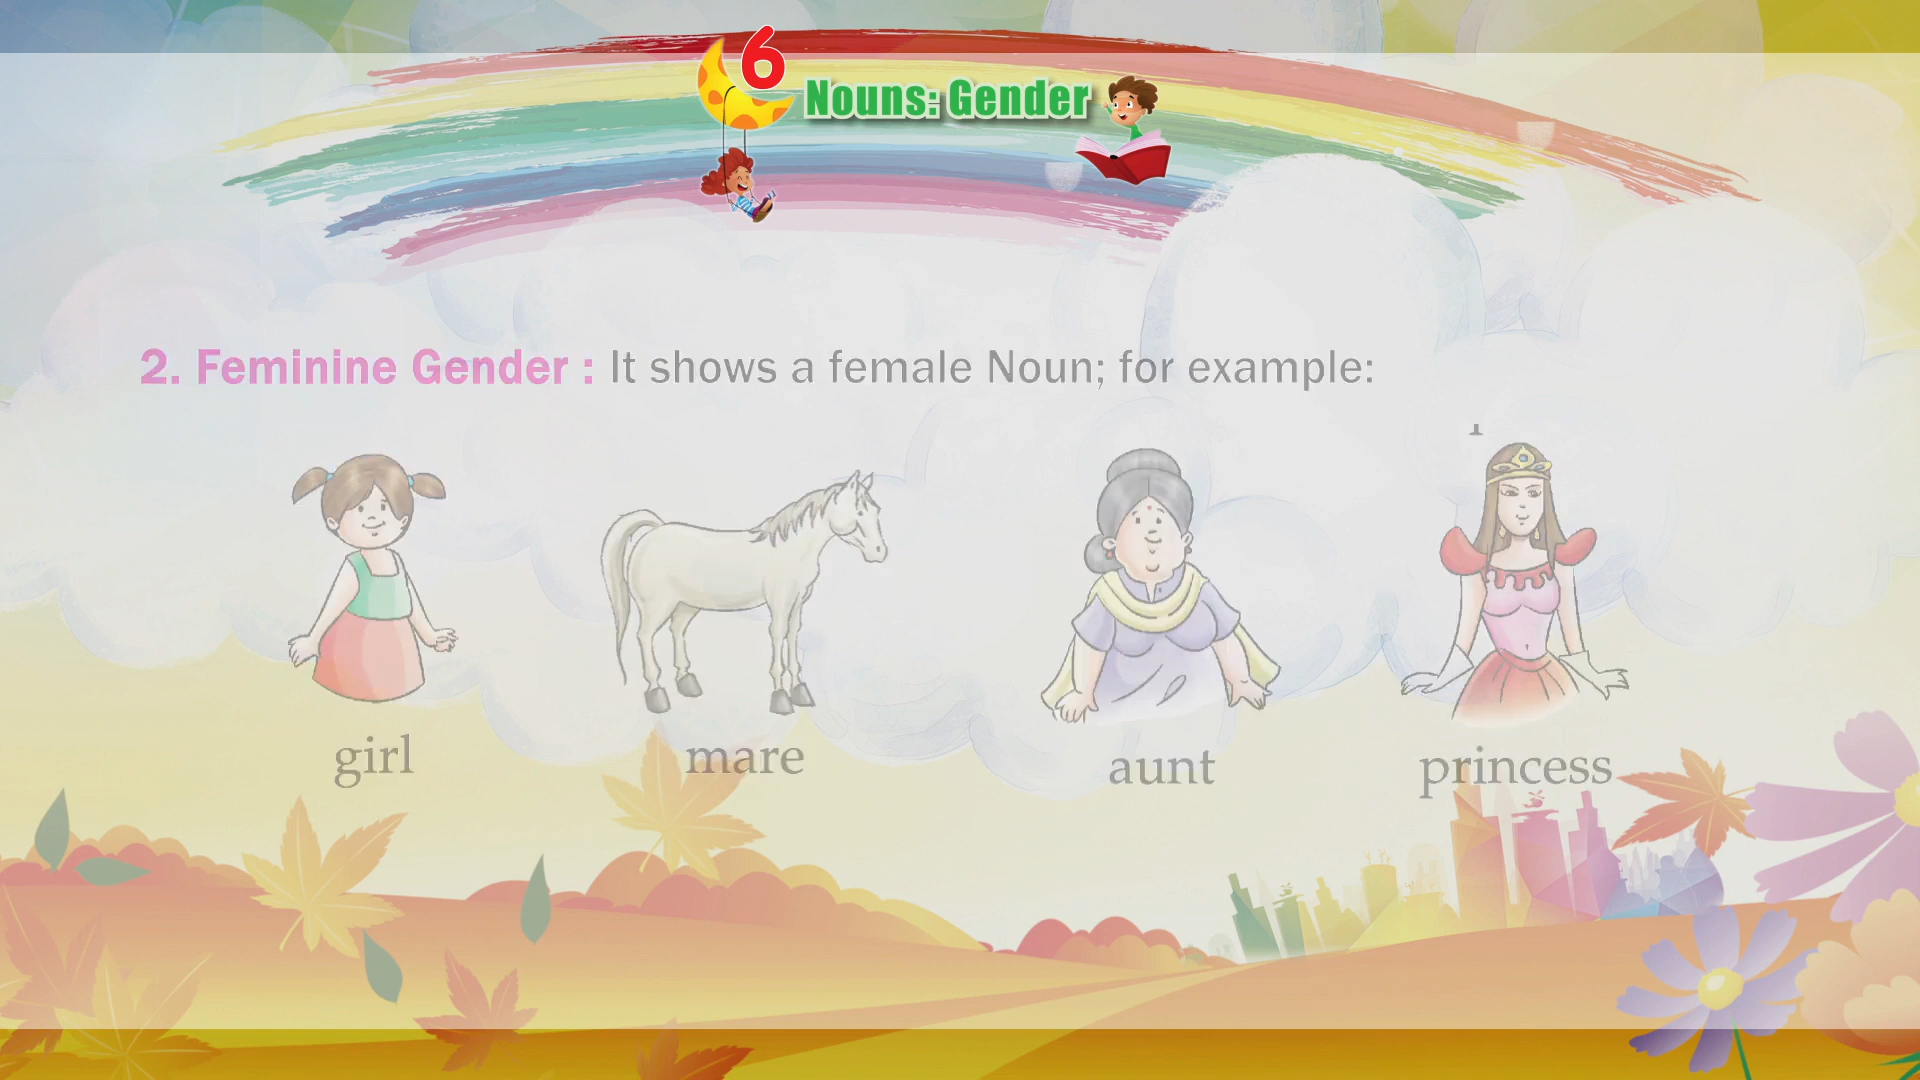 6
Nouns: Gender
2. Feminine Gender : It shows a female Noun; for example:
girl mare aunt princess